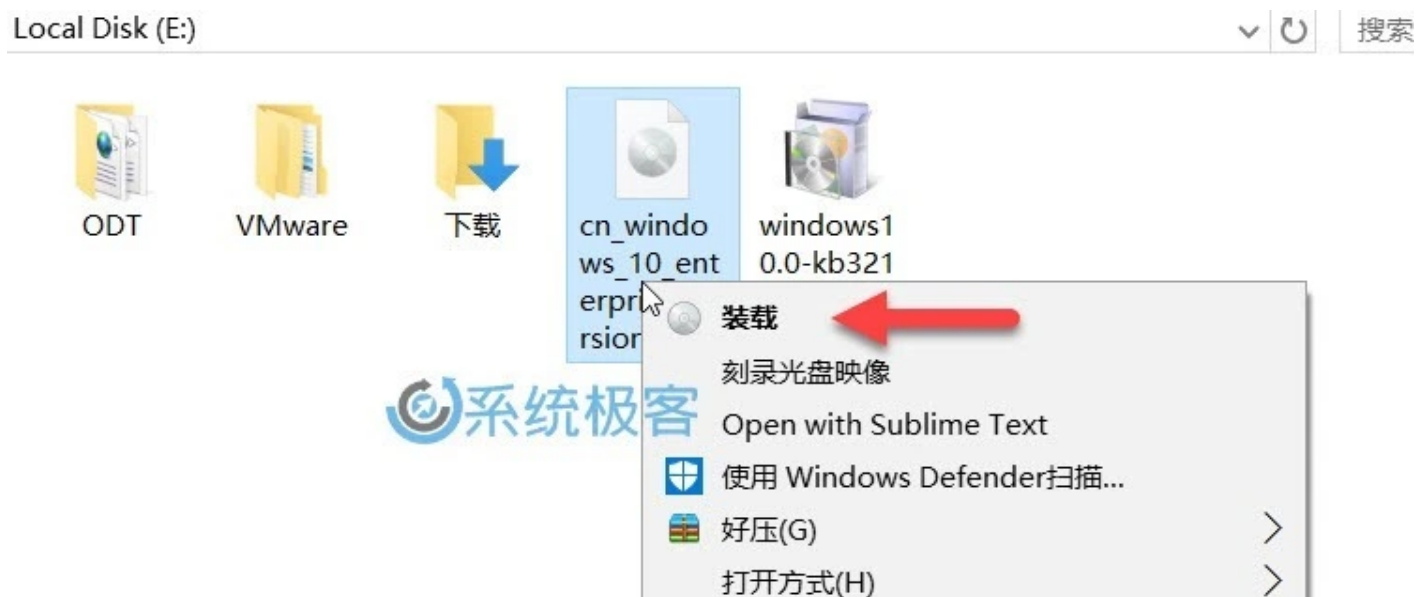 Local Disk (E:)
搜索
ODT
VMware
下载
cn_windo
ws_10_ent
erpri
rsior
windows1
0.0-kb321
装载
刻录光盘映像
Open with Sublime Text
使用 Windows Defender扫描...
好压(G)
打开方式(H)
系统极客